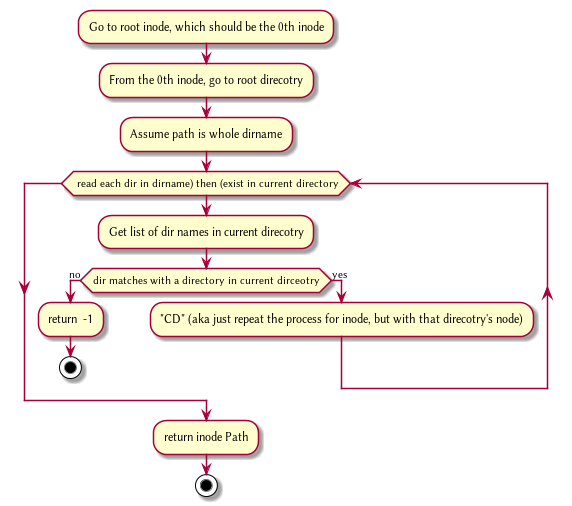 Go to root inode, which should be the 0th inode
From the 0th inode, go to root direcotry
Assume path is whole dirname
read each dir in dirname) then (exist in current directory
Get list of dir names in current direcotry
no
dir matches with a directory in current dirceotry
yes
return -1
"CD" (aka just repeat the process for inode, but with that direcotry's node)
return inode Path